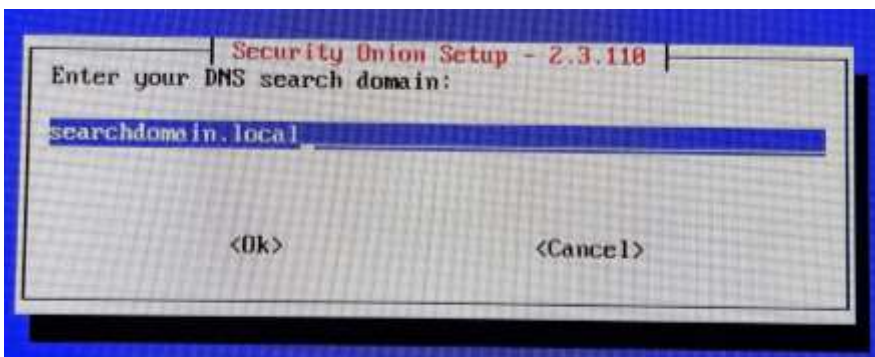 Security Onion Setup - 2.3.110
Enter your DNS search domain:
searchdomain.local
<Ok>
<Cancel>